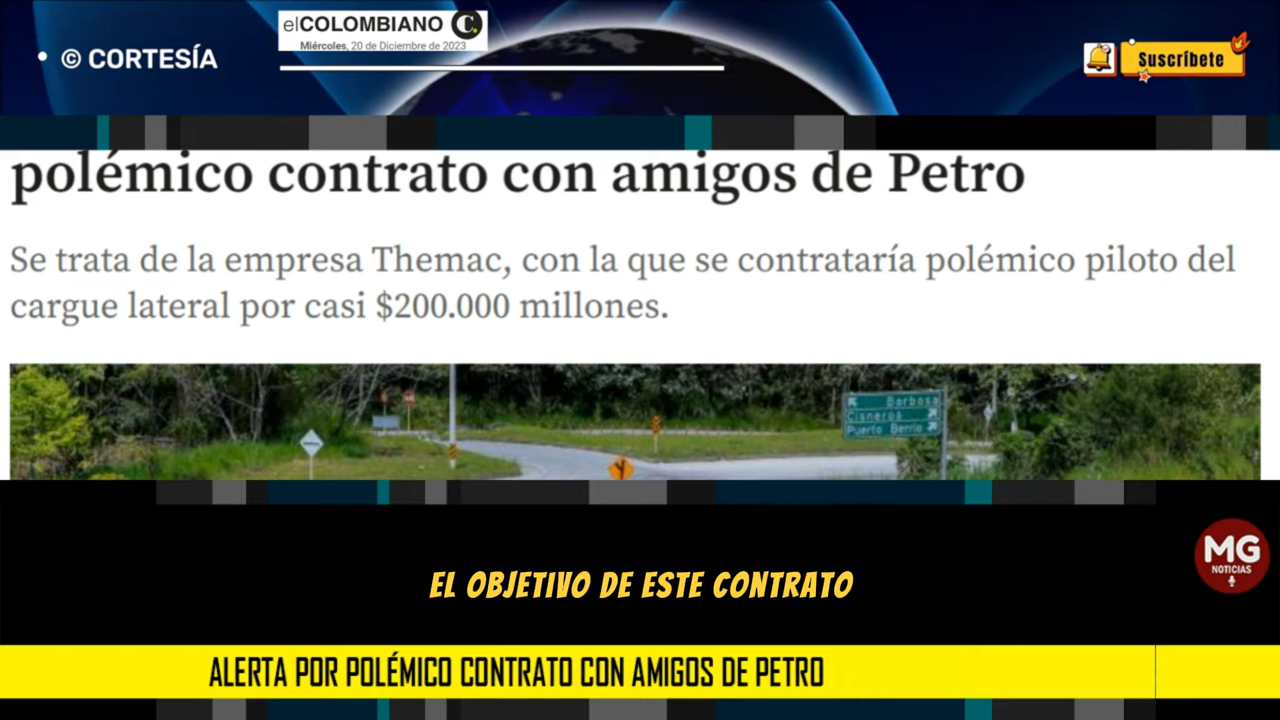 elCOLOMBIANO C.
Miércoles, 20 de Diciembre de 2023
© CORTESÍA
Suscríbete
polémico contrato con amigos de Petro
Se trata de la empresa Themac, con la que se contrataría polémico piloto del
cargue lateral por casi $200.000 millones.
Barbosa
Cisneros
Puerto Berrío
EL OBJETIVO DE ESTE CONTRATO
MG
NOTICIAS
ALERTA POR POLÉMICO CONTRATO CON AMIGOS DE PETRO